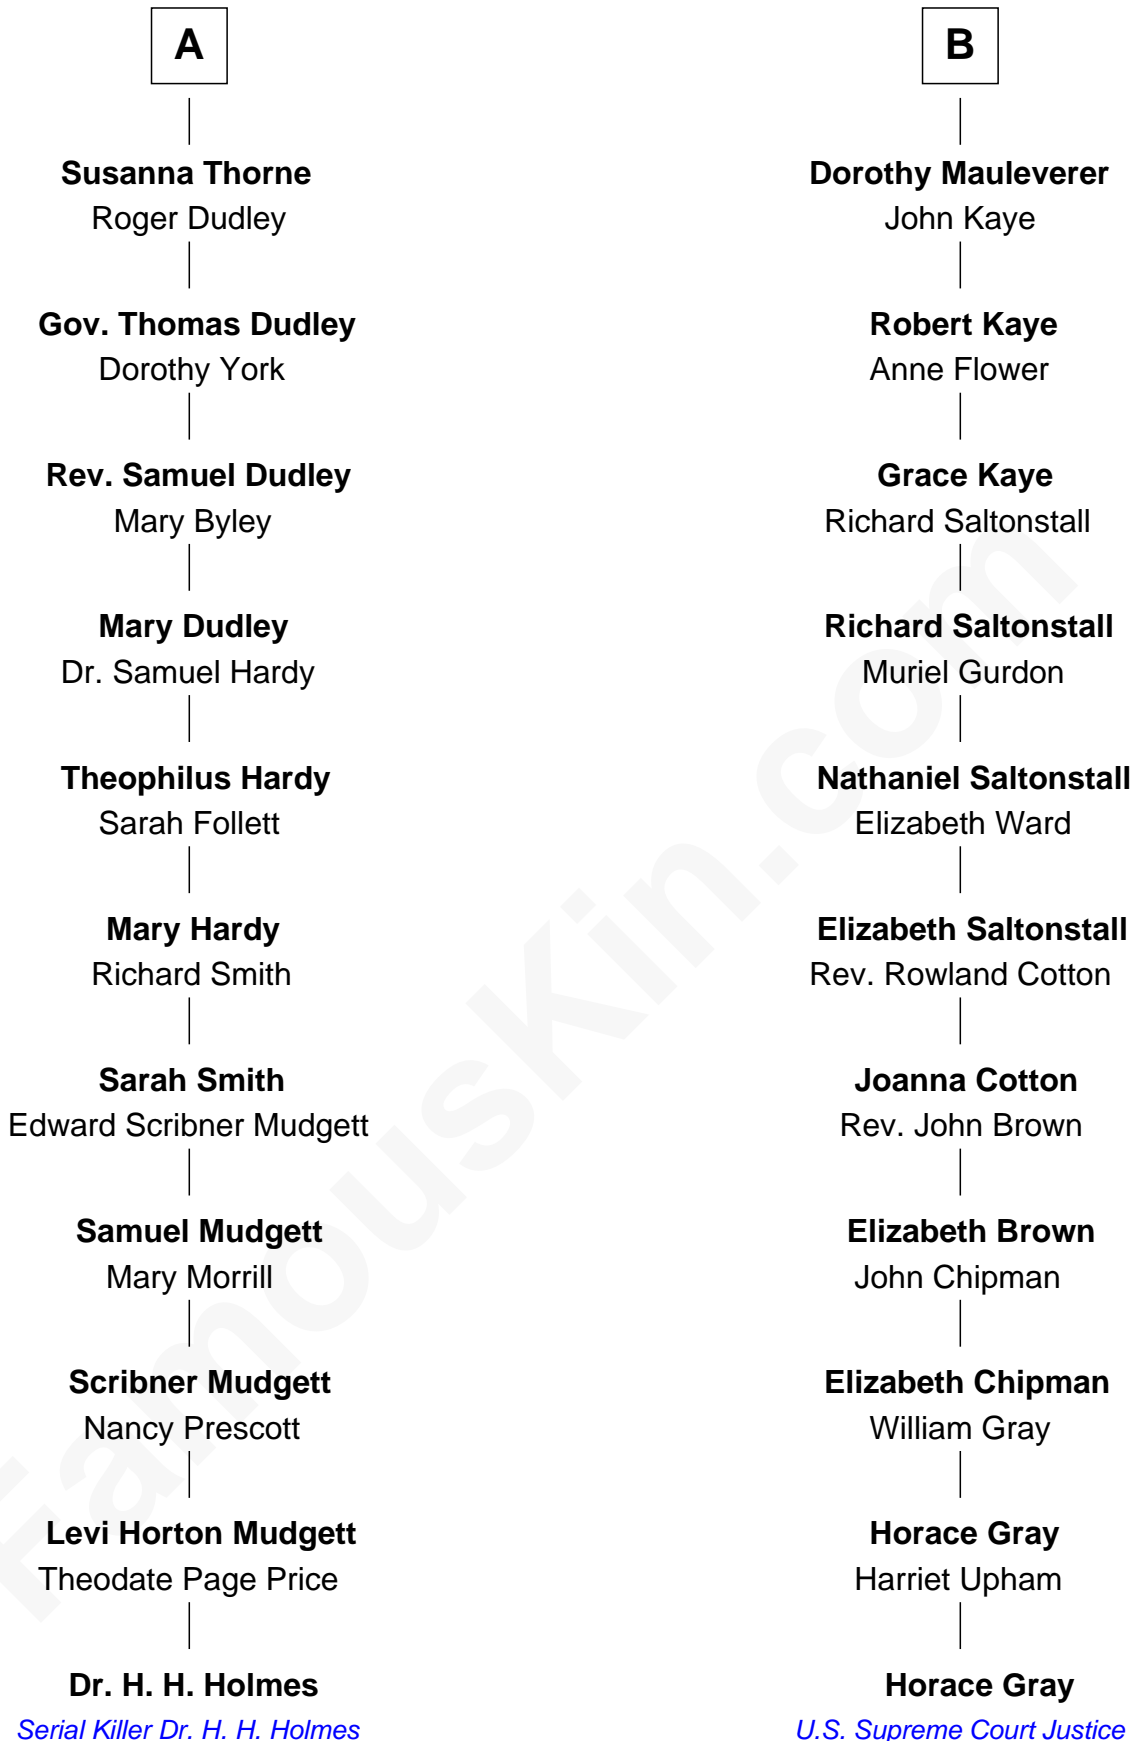 A
Susanna Thorne
Roger Dudley
Gov. Thomas Dudley
Dorothy York
Rev. Samuel Dudley
Mary Byley
Mary Dudley
Dr. Samuel Hardy
Theophilus Hardy
Sarah Follett
Mary Hardy
Richard Smith
Sarah Smith
Edward Scribner Mudgett
Samuel Mudgett
Mary Morrill
Scribner Mudgett
Nancy Prescott
Levi Horton Mudgett
Theodate Page Price
Dr. H. H. Holmes
Serial Killer Dr. H. H. Holmes
B
Dorothy Mauleverer
John Kaye
Robert Kaye
Anne Flower
Grace Kaye
Richard Saltonstall
Richard Saltonstall
Muriel Gurdon
Nathaniel Saltonstall
Elizabeth Ward
Elizabeth Saltonstall
Rev. Rowland Cotton
Joanna Cotton
Rev. John Brown
Elizabeth Brown
John Chipman
Elizabeth Chipman
William Gray
Horace Gray
Harriet Upham
Horace Gray
U.S. Supreme Court Justice
FamousKin.com